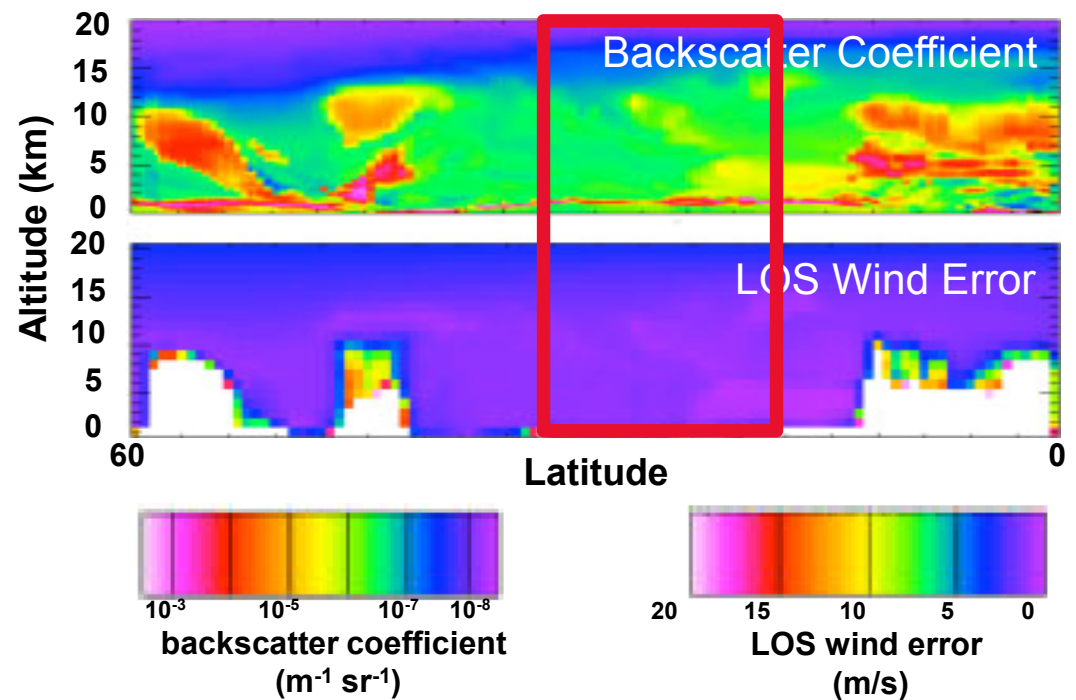 20
Backscatter Coefficient
15
10
5
0
Altitude (km)
20
LOS Wind Error
15
10
5
0
60
Latitude
0
10-3 10-5 10-7 10-8
backscatter coefficient
(m-1 sr-1)
20 15 10 5 0
LOS wind error
(m/s)